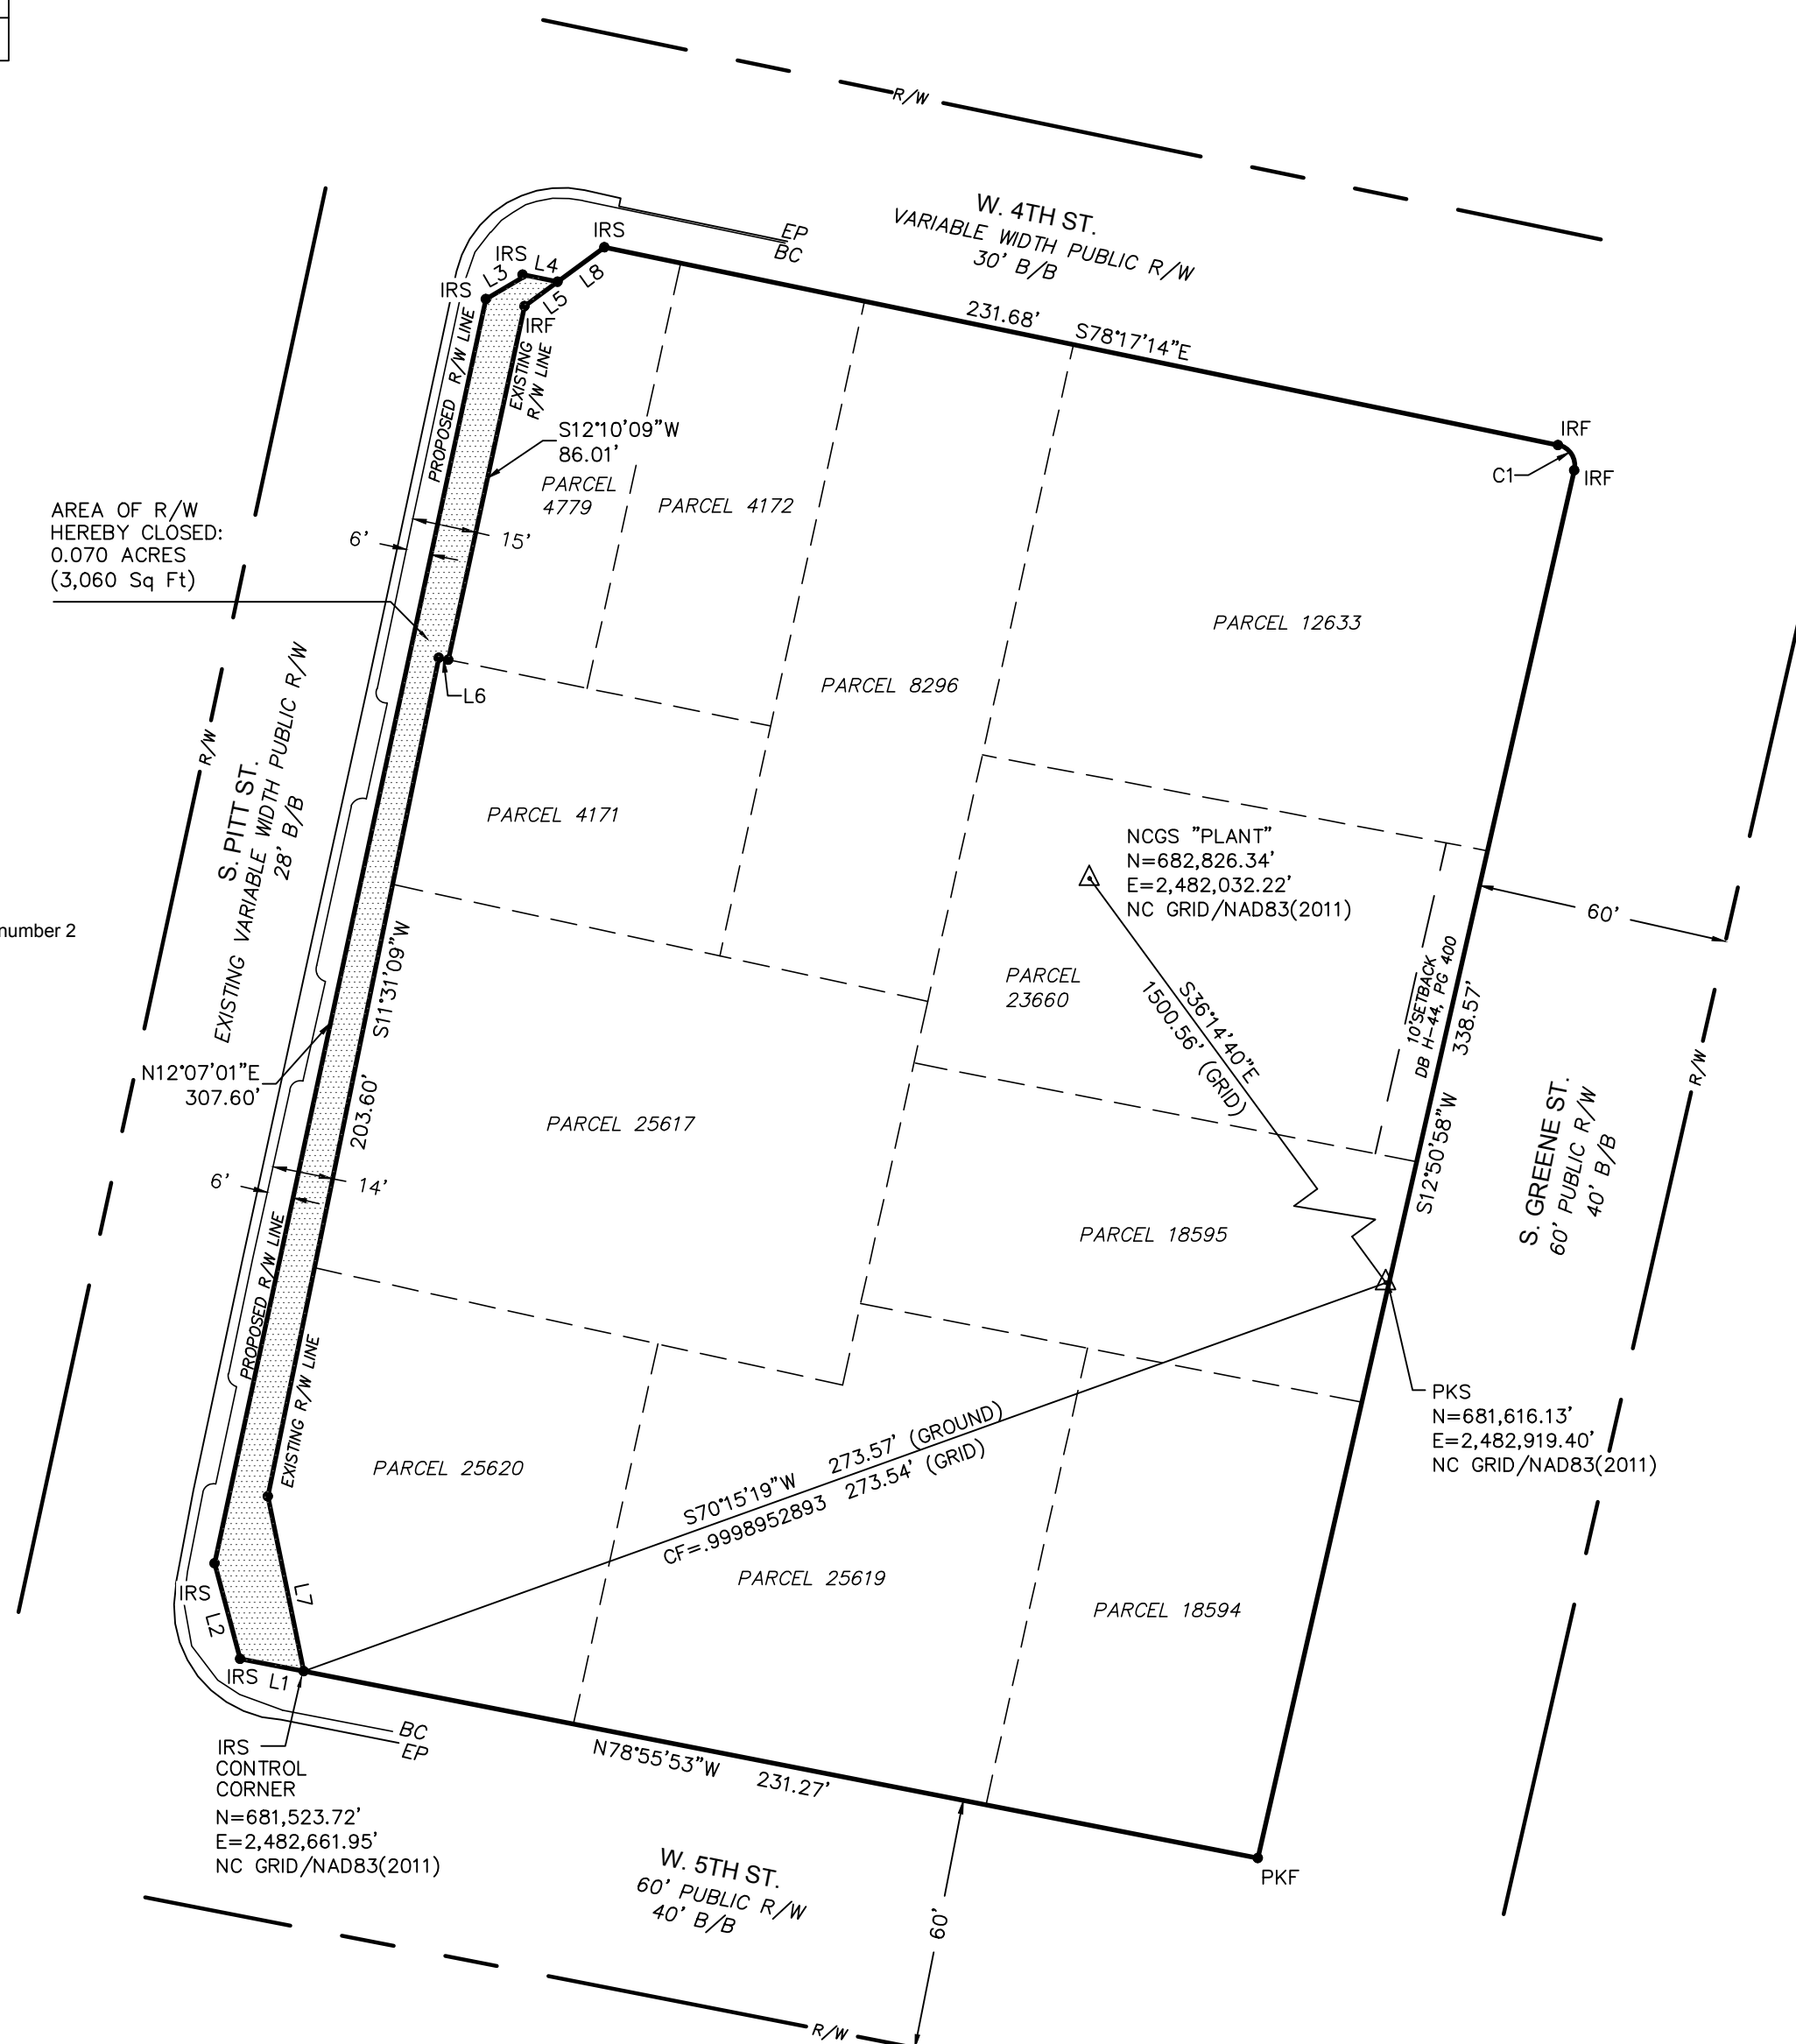 R/W
W. 4TH ST.
VARIABLE WIDTH PUBLIC R/W
30' B/B
EP
BC
IRS
IRS
L4
L3
L8
IRS
L5
IRF
231.68'
S78°17'14"E
IRF
C1
IRF
PROPOSED R/W LINE
EXISTING
R/W LINE
S12°10'09"W
86.01'
PARCEL
4779
PARCEL 4172
AREA OF R/W
HEREBY CLOSED:
0.070 ACRES
(3,060 Sq Ft)
6'
15'
PARCEL 12633
L6
PARCEL 8296
R/W
S. PITT ST.
EXISTING VARIABLE WIDTH PUBLIC R/W
28' B/B
PARCEL 4171
NCGS "PLANT"
N=682,826.34'
E=2,482,032.22'
NC GRID/NAD83(2011)
60'
number 2
S11°31'09"W
203.60'
PARCEL
23660
10'SETBACK
DB H-44, PG 400
S36°14'40"E
1500.56' (GRID)
338.57'
S12°50'58"W
N12°07'01"E
307.60'
R/W
S. GREENE ST.
60' PUBLIC R/W
40' B/B
PARCEL 25617
6'
14'
PARCEL 18595
PROPOSED R/W LINE
EXISTING R/W LINE
PKS
N=681,616.13'
E=2,482,919.40'
NC GRID/NAD83(2011)
PARCEL 25620
S70°15'19"W 273.57' (GROUND)
CF=.9998952893 273.54' (GRID)
PARCEL 25619
PARCEL 18594
IRS
L2
L7
IRS
L1
BC
EP
IRS
CONTROL
CORNER
N=681,523.72'
E=2,482,661.95'
NC GRID/NAD83(2011)
N78°55'53"W 231.27'
PKF
W. 5TH ST.
60' PUBLIC R/W
40' B/B
60'
R/W